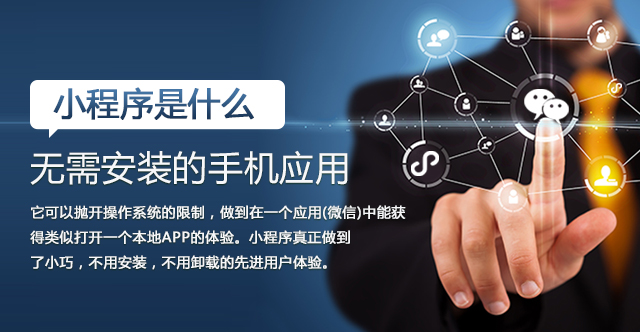 小程序是什么
无需安装的手机应用
它可以抛开操作系统的限制，做到在一个应用(微信)中能获
得类似打开一个本地APP的体验。小程序真正做到
了小巧，不用安装，不用卸载的先进用户体验。